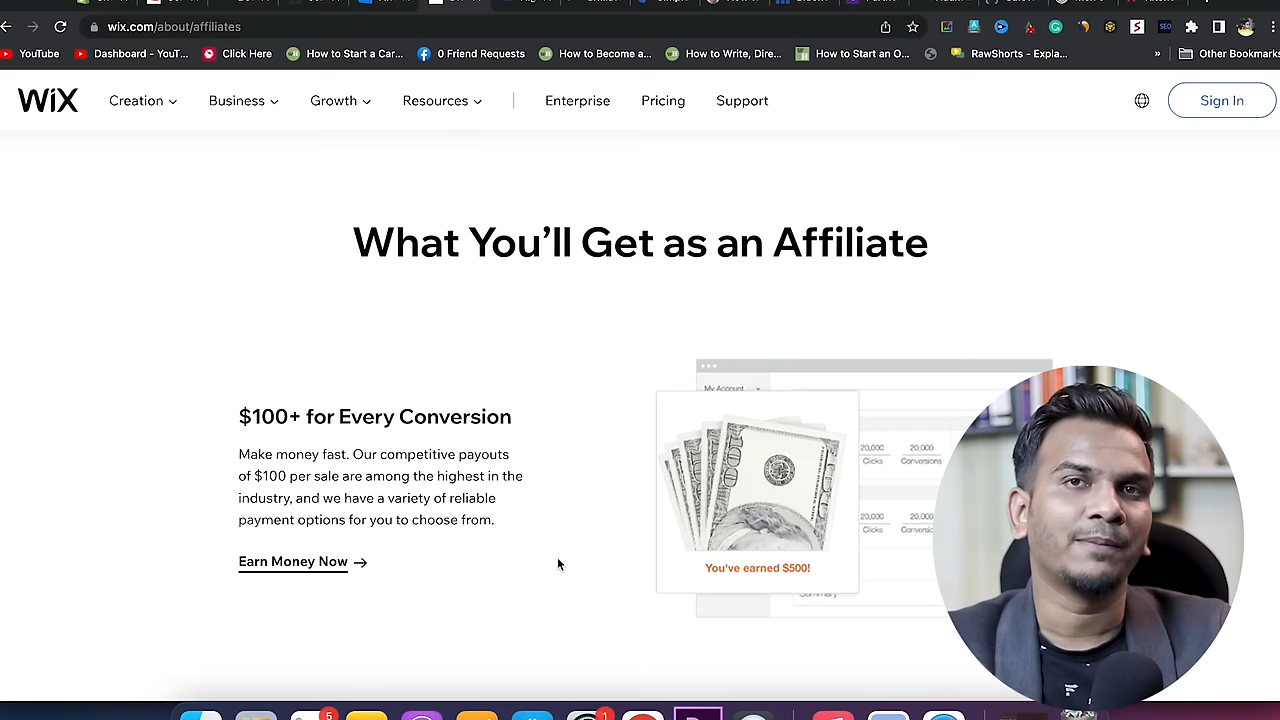 wix.com/about/affiliates
YouTube
Dashboard - YouT...
Click Here
How to Start a Car...
0 Friend Requests
How to Become a...
How to Write, Dire...
How to Start an O...
RawShorts - Expla...
»
Other Bookmarks
WiX
Creation
Business
Growth
Resources
Enterprise
Pricing
Support
Sign In
What You'll Get as an Affiliate
$100+ for Every Conversion
Make money fast. Our competitive payouts
of $100 per sale are among the highest in the
industry, and we have a variety of reliable
payment options for you to choose from.
Earn Money Now
My Account
20,000 20,000
Clicks Conversions
20,000 20,000
Clicks
100
You've earned $500!
Summary
5
1